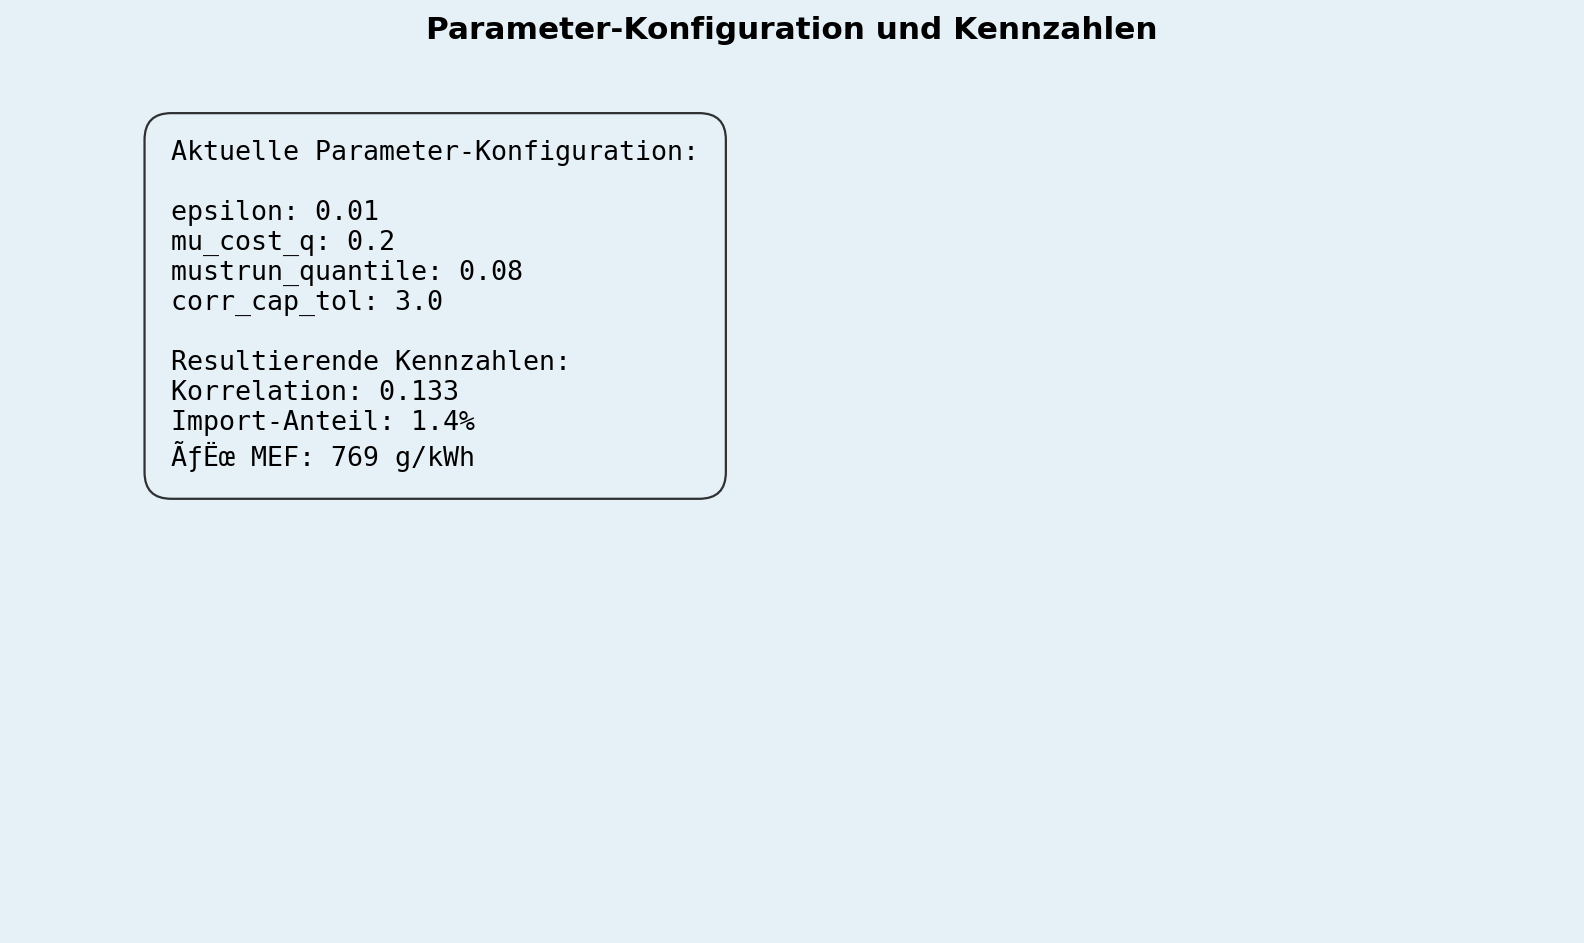 Parameter-Konfiguration und Kennzahlen
Aktuelle Parameter-Konfiguration:
epsilon: 0.01
mu_cost_q: 0.2
mustrun_quantile: 0.08
corr_cap_tol: 3.0
Resultierende Kennzahlen:
Korrelation: 0.133
Import-Anteil: 1.4%
ÃƒËœ MEF: 769 g/kWh